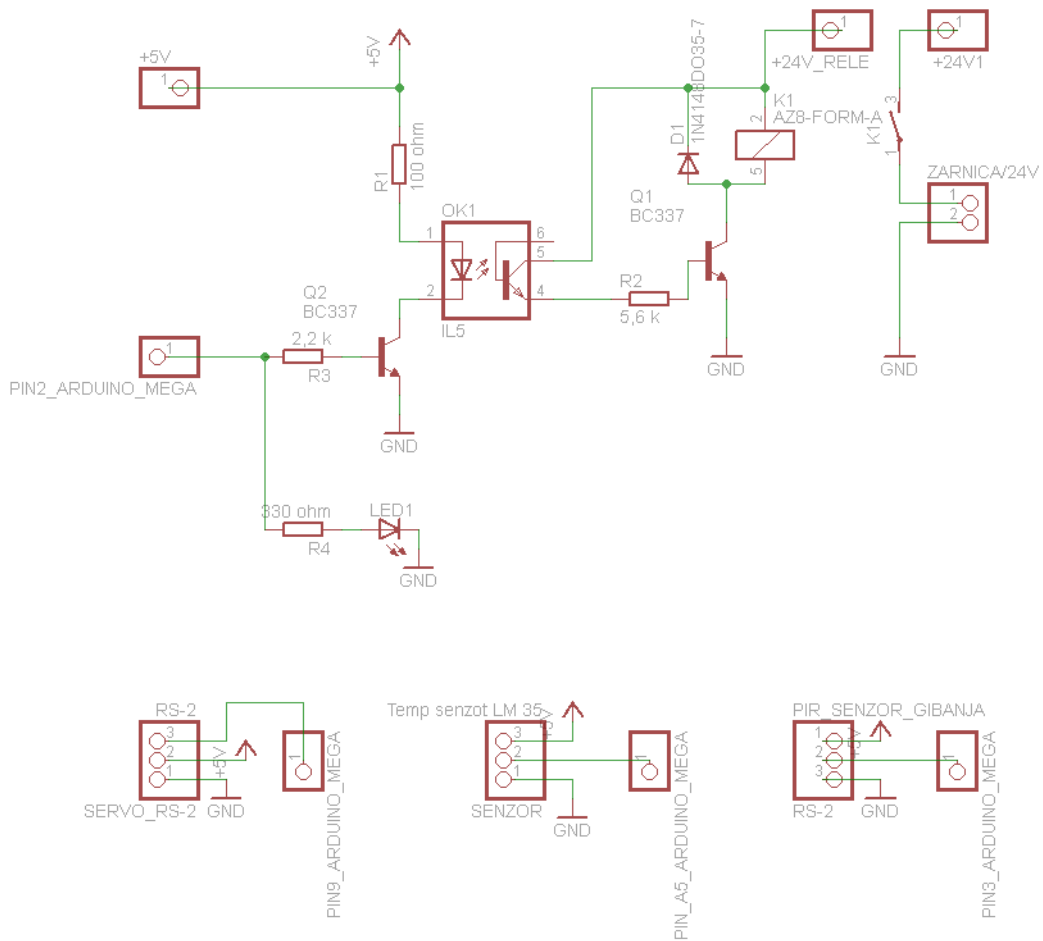 +5V
1
+5V
1
+24V_RELE
1
+24V1
R1
100 ohm
D1
1N4148DO35-7
K1
AZ8-FORM-A
2
5
K1
3
1
ZARNICA/24V
1
2
GND
Q1
BC337
OK1
1
2
6
5
4
IL5
R2
5,6 k
GND
Q2
BC337
2,2 k
R3
GND
1
PIN2_ARDUINO_MEGA
330 ohm
R4
LED1
GND
RS-2
3
2
1
+5V
SERVO_RS-2
GND
1
PIN9_ARDUINO_MEGA
Temp senzot LM 35
3
2
1
+5V
SENZOR
GND
1
PIN_A5_ARDUINO_MEGA
PIR_SENZOR_GIBANJA
1
2
3
+5V
RS-2
GND
1
PIN3_ARDUINO_MEGA